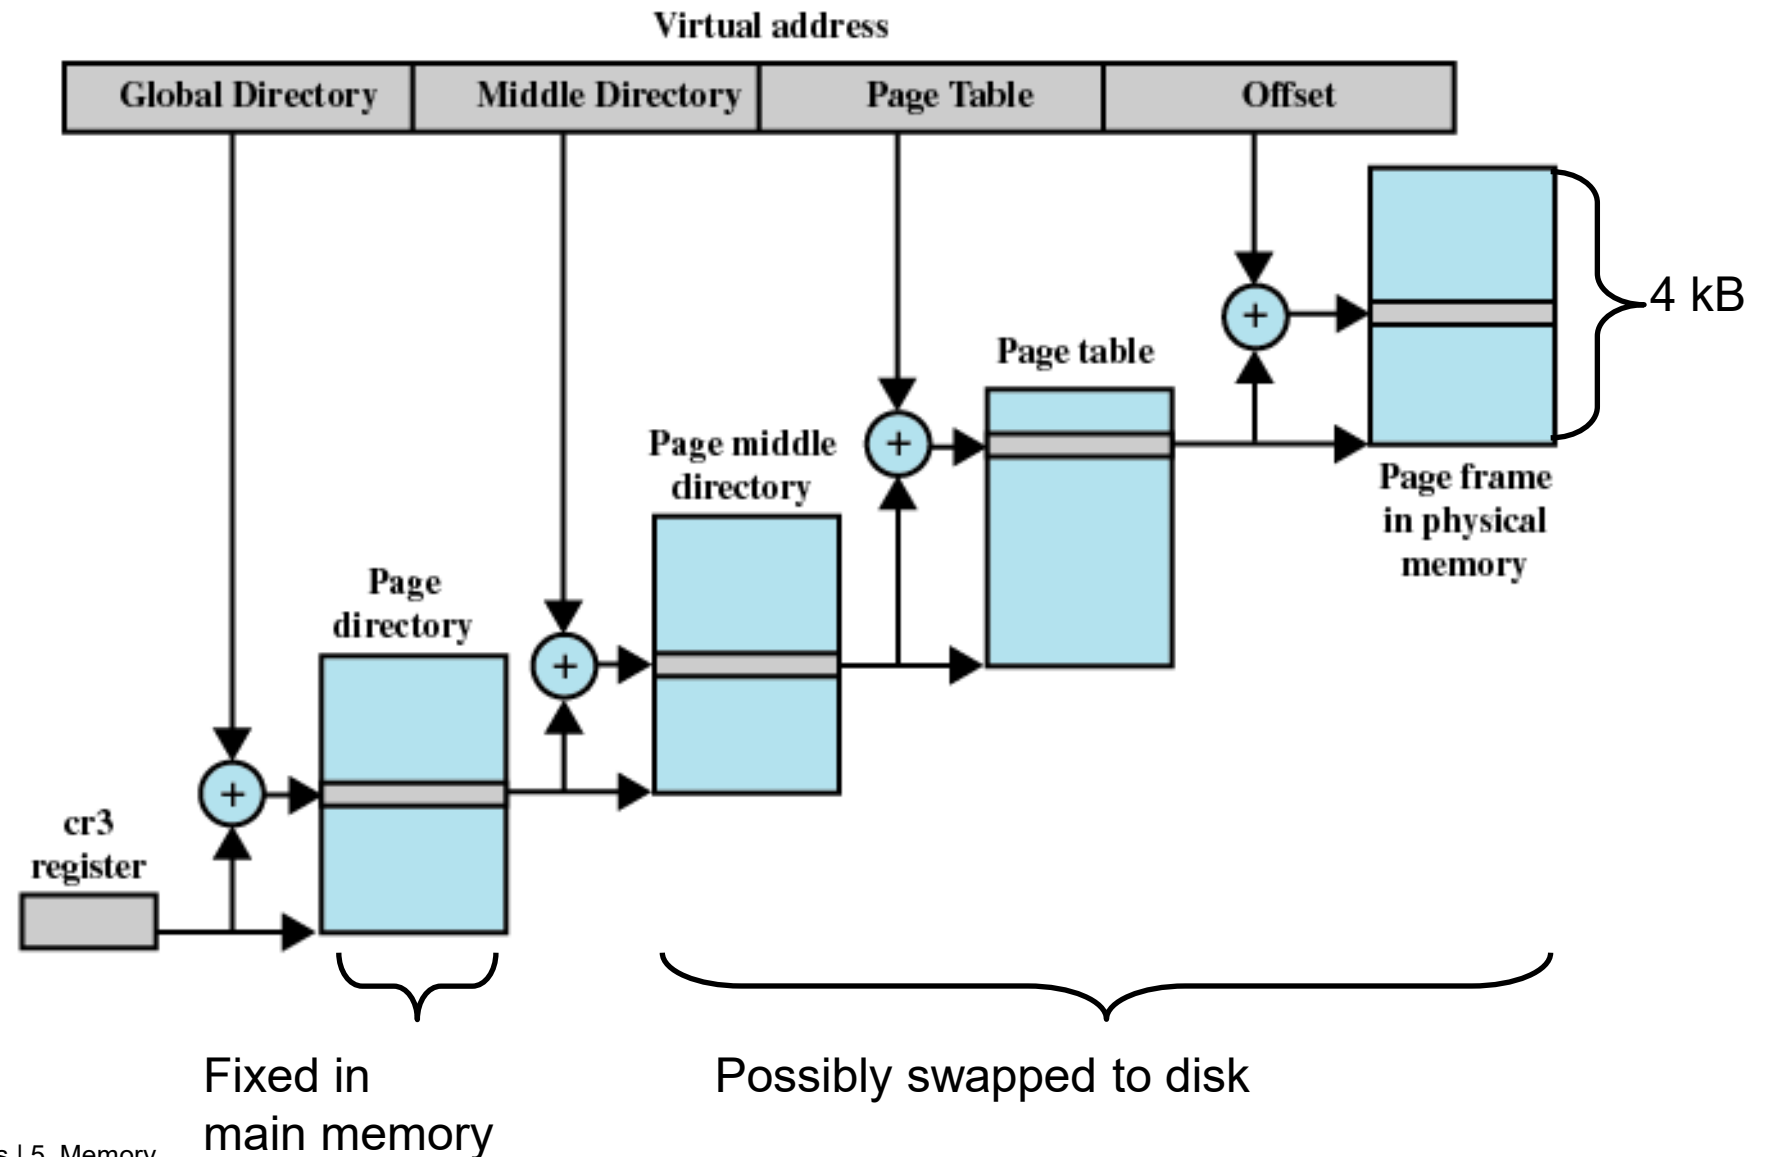 Virtual address
Global Directory
Middle Directory
Page Table
Offset
4 kB
Page table
Page middle
directory
Page frame
in physical
memory
Page
directory
cr3
register
+
+
+
+
Fixed in
main memory
Possibly swapped to disk
s | 5. Memory